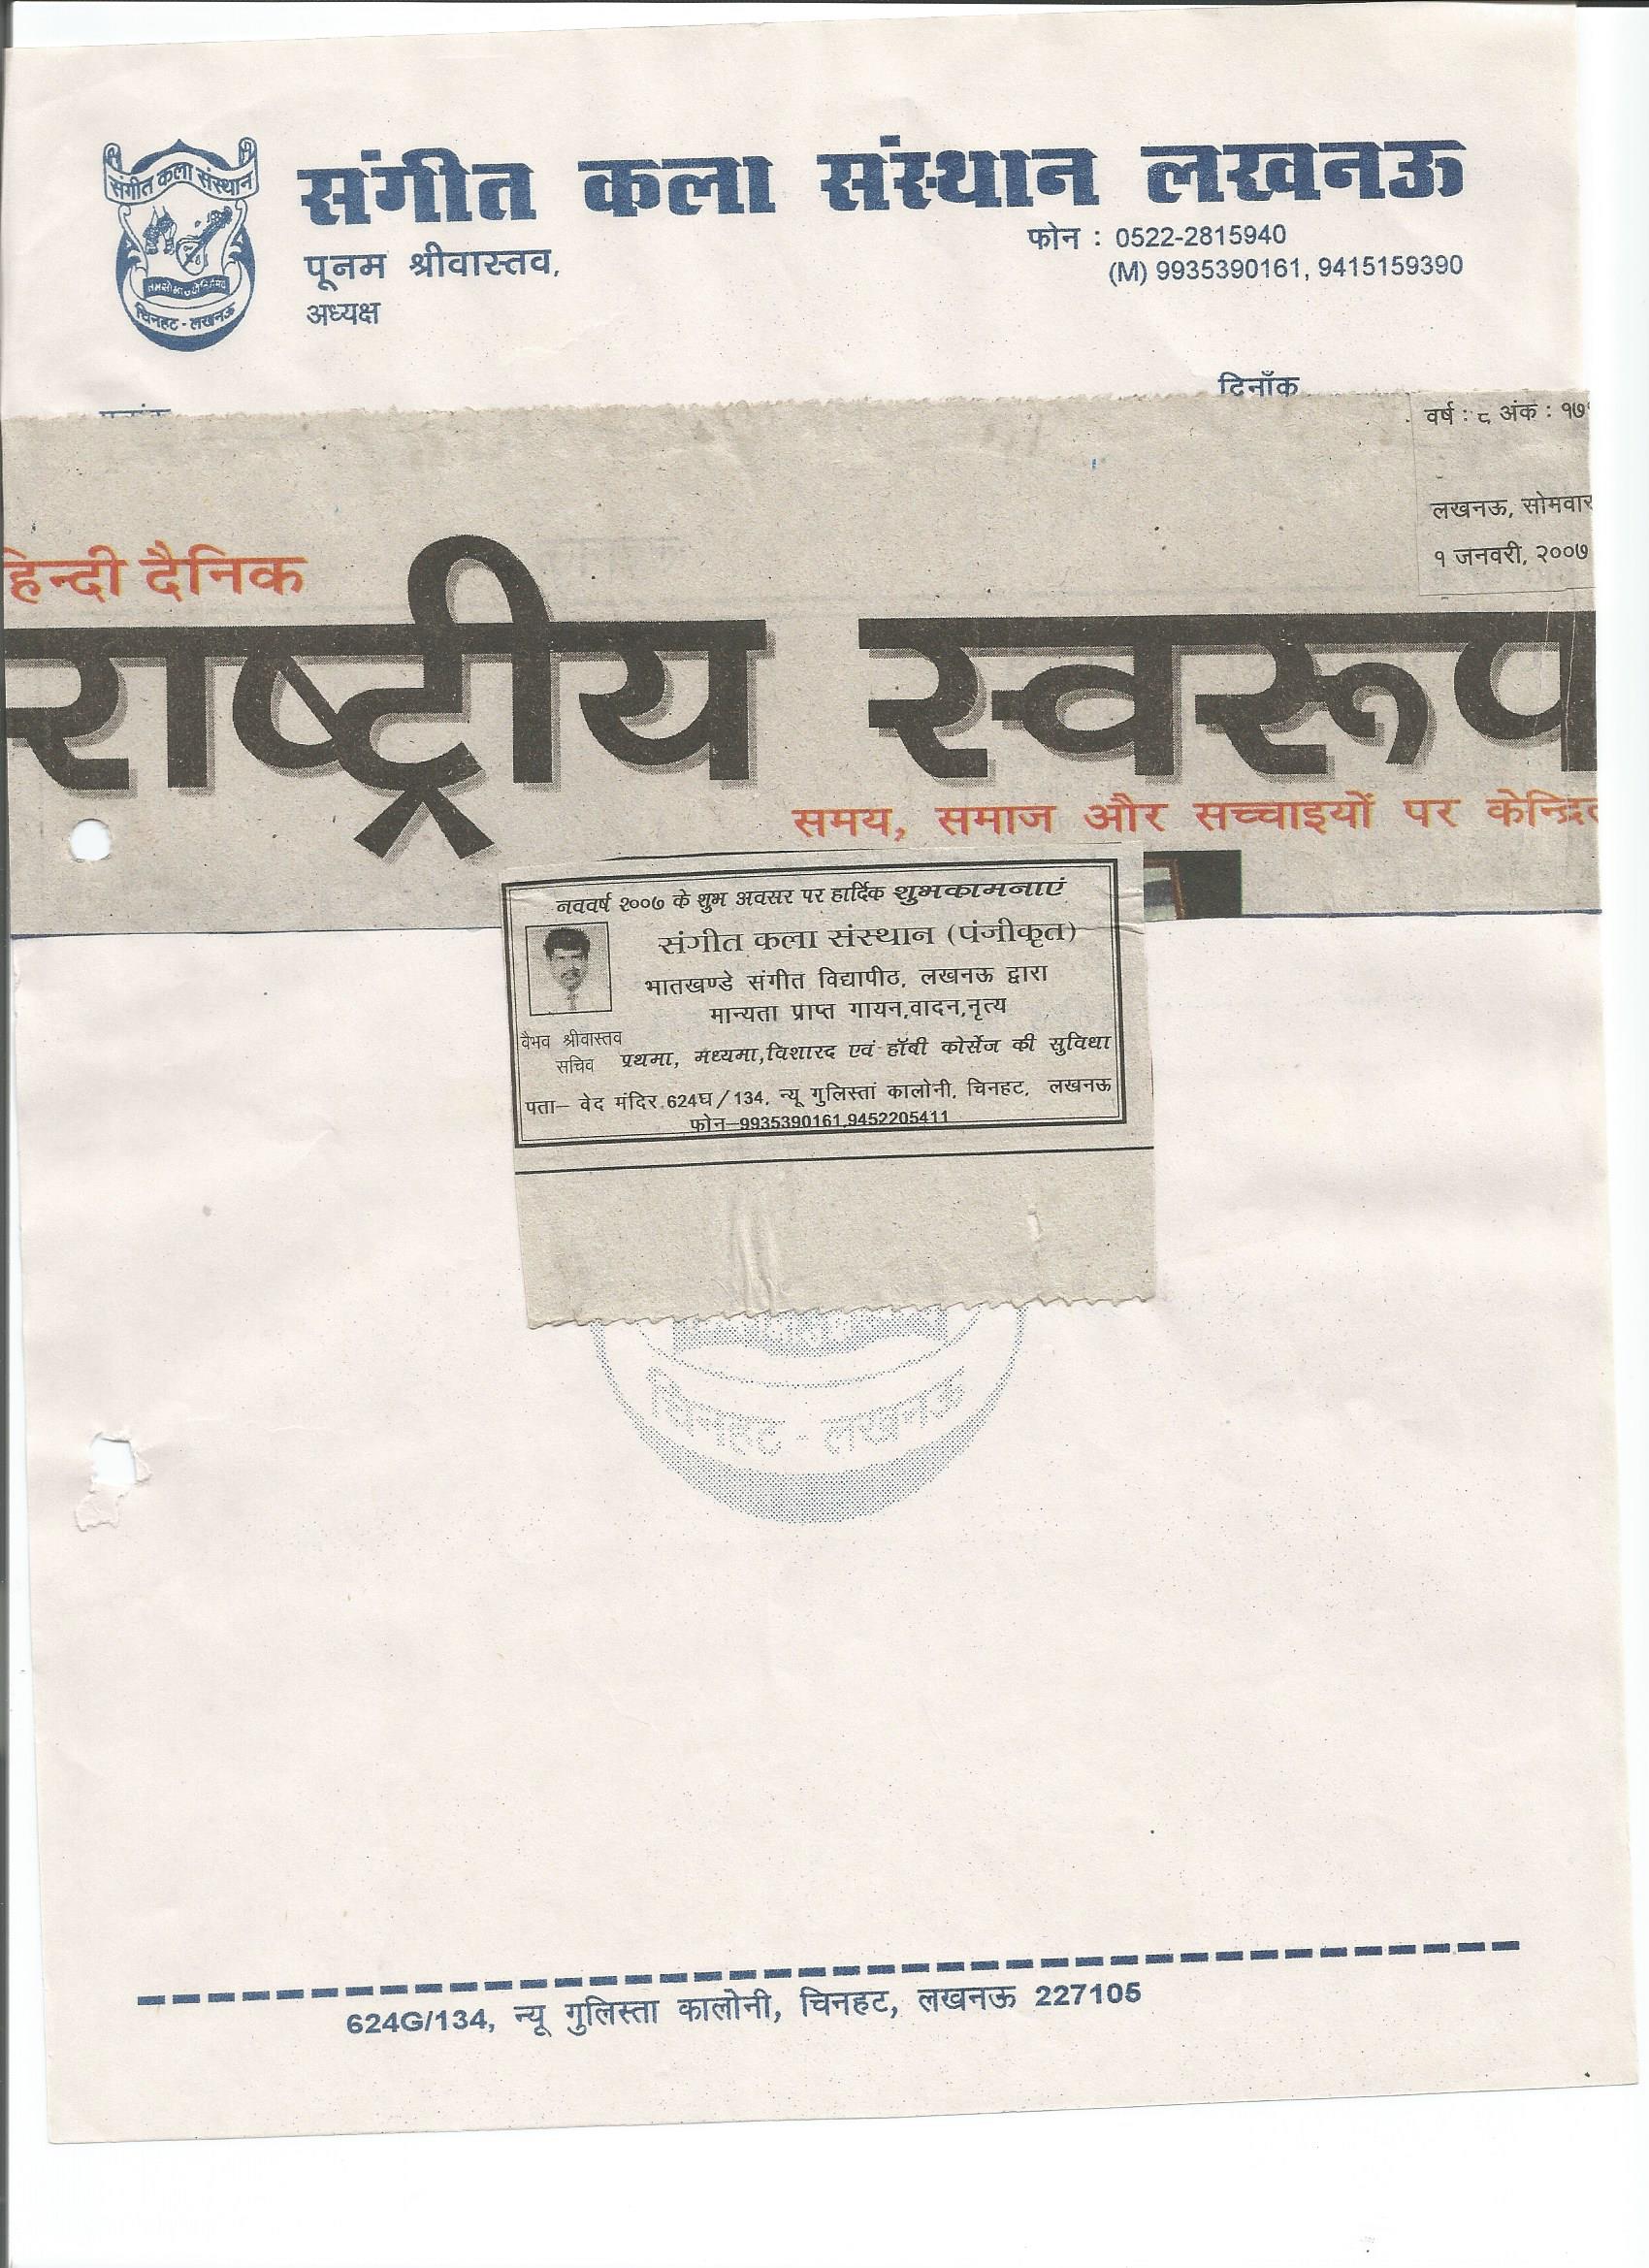 संगीत कला संस्थान
चिनहट - लखनऊ
संगीत कला संस्थान लखनऊ
पूनम श्रीवास्तव,
अध्यक्ष
फोन : 0522-2815940
(M) 9935390161, 9415159390
दिनाँक
वर्ष : ८ अंक : १७
लखनऊ, सोमवार
१ जनवरी, २००७
हिन्दी दैनिक
राष्ट्रीय स्वरूप
समय, समाज और सच्चाइयों पर केन्द्रित
नववर्ष २००७ के शुभ अवसर पर हार्दिक शुभकामनाएं
संगीत कला संस्थान (पंजीकृत)
भातखण्डे संगीत विद्यापीठ, लखनऊ द्वारा
मान्यता प्राप्त गायन,वादन,नृत्य
वैभव श्रीवास्तव
सचिव
प्रथमा, मध्यमा,विशारद एवं हॉबी कोर्सेज की सुविधा
पता– वेद मंदिर 624घ/134, न्यू गुलिस्तां कालोनी, चिनहट, लखनऊ
फोन–9935390161,9452205411
चिनहट - लखनऊ
624G/134, न्यू गुलिस्ता कालोनी, चिनहट, लखनऊ 227105